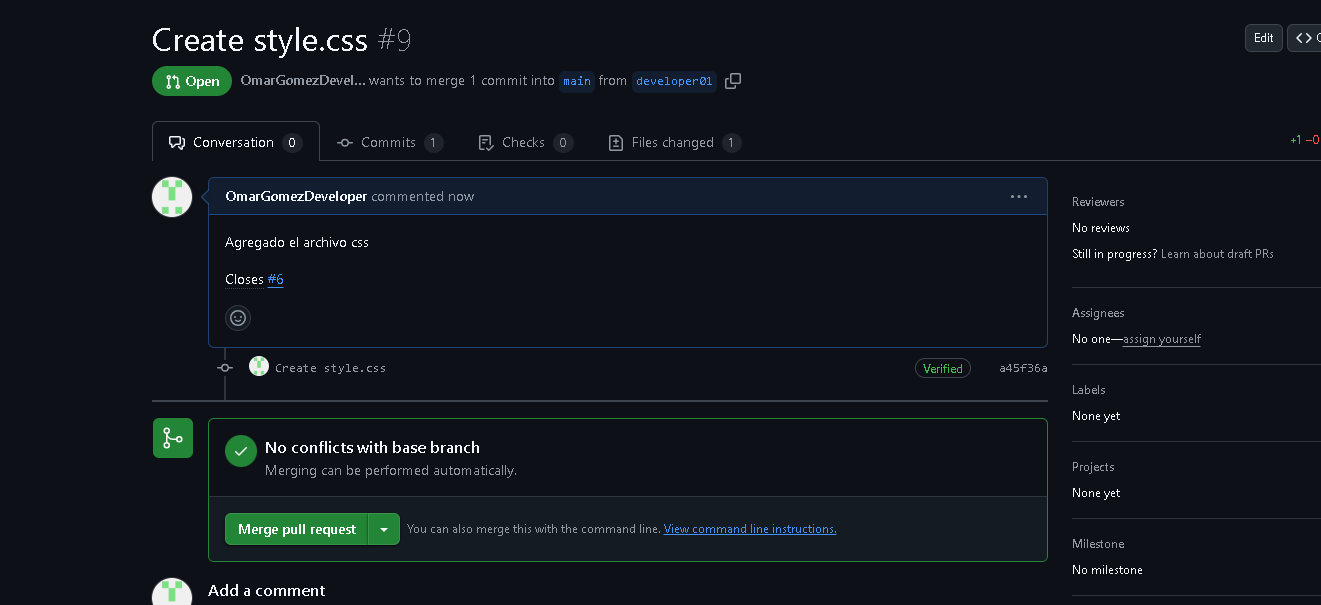 Create style.css #9
Edit
Open OmarGomezDevel... wants to merge 1 commit into main from developer01
Conversation 0 Commits 1 Checks 0 Files changed 1
+1 −0
OmarGomezDeveloper commented now
Agregado el archivo css
Closes #6
Create style.css Verified a45f36a
No conflicts with base branch
Merging can be performed automatically.
Merge pull request You can also merge this with the command line. View command line instructions.
Add a comment
Reviewers
No reviews
Still in progress? Learn about draft PRs
Assignees
No one—assign yourself
Labels
None yet
Projects
None yet
Milestone
No milestone